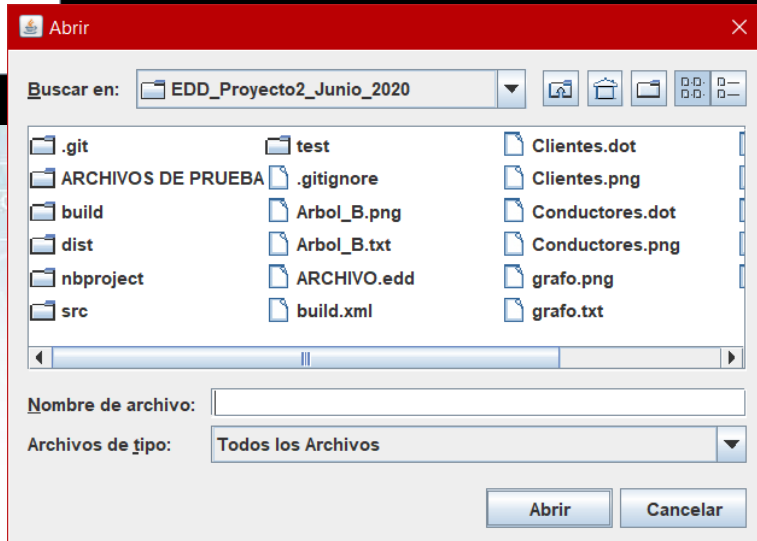 Abrir
Buscar en: EDD_Proyecto2_Junio_2020
.git
ARCHIVOS DE PRUEBA
build
dist
nbproject
src
test
.gitignore
Arbol_B.png
Arbol_B.txt
ARCHIVO.edd
build.xml
Clientes.dot
Clientes.png
Conductores.dot
Conductores.png
grafo.png
grafo.txt
Nombre de archivo:
Archivos de tipo: Todos los Archivos
Abrir Cancelar